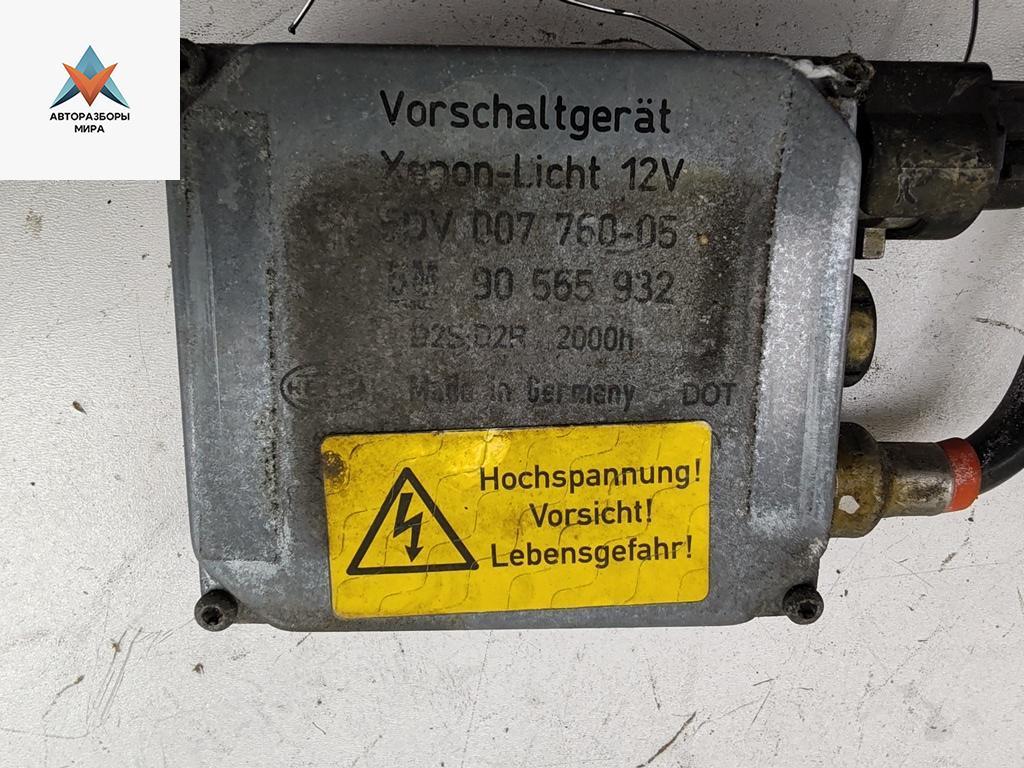 АВТОРАЗБОРЫ
МИРА
Vorschaltgerät
Xenon-Licht 12V
5DV 007 760-05
GM 90 565 932
D2S D2R 2000h
Made in Germany DOT
Hochspannung!
Vorsicht!
Lebensgefahr!